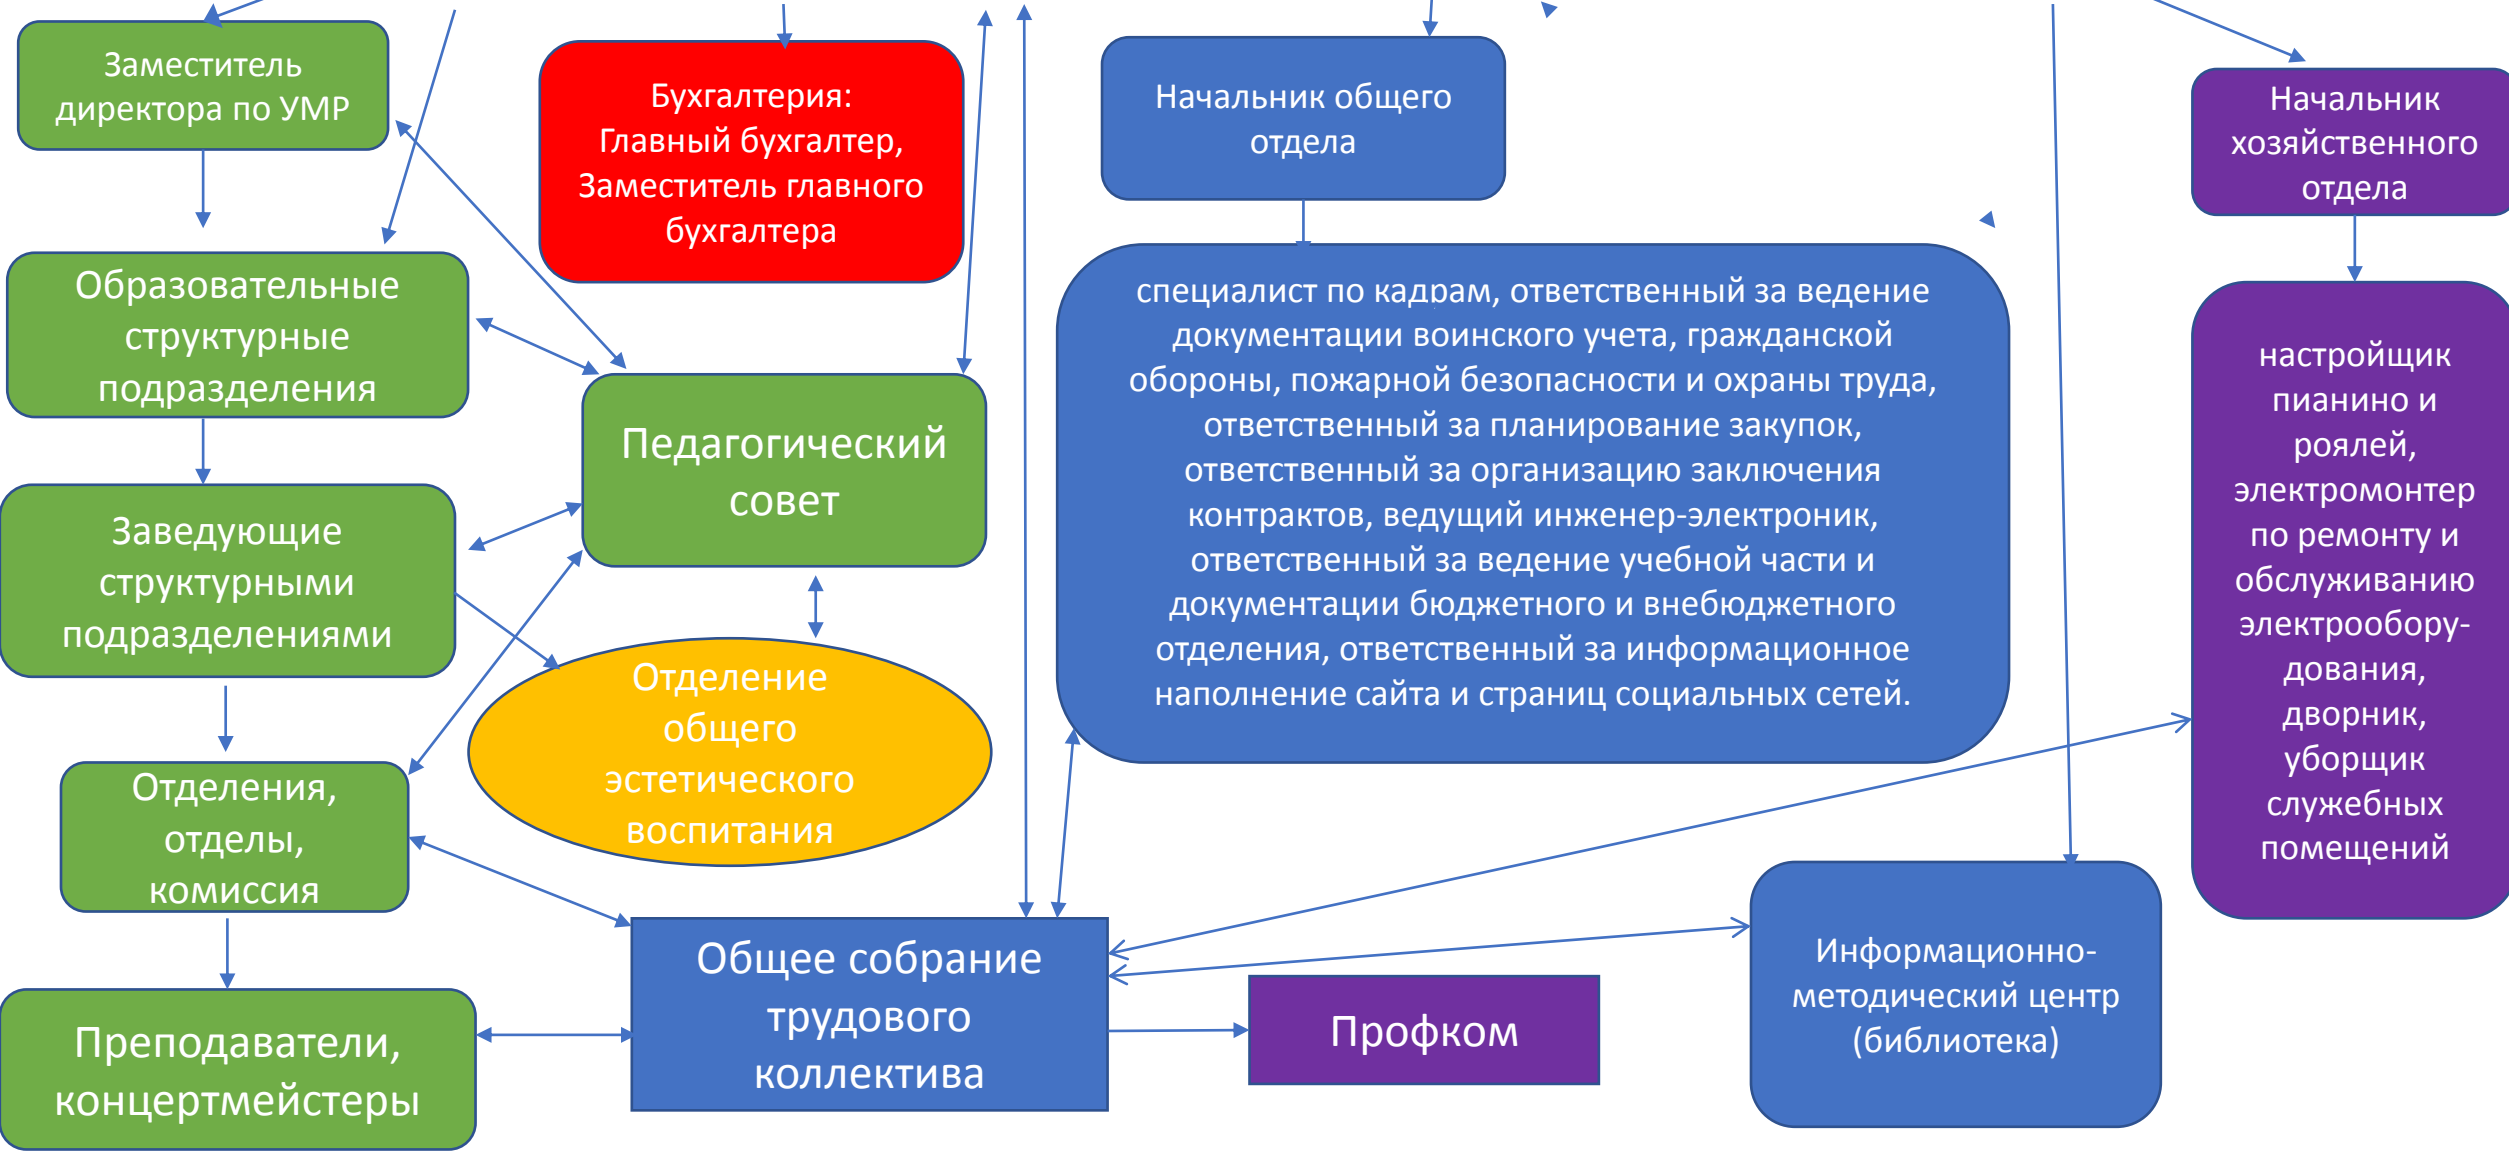 Заместитель
директора по УМР
Бухгалтерия:
Главный бухгалтер,
Заместитель главного
бухгалтера
Начальник общего
отдела
Начальник
хозяйственного
отдела
Образовательные
структурные
подразделения
специалист по кадрам, ответственный за ведение
документации воинского учета, гражданской
обороны, пожарной безопасности и охраны труда,
ответственный за планирование закупок,
ответственный за организацию заключения
контрактов, ведущий инженер-электроник,
ответственный за ведение учебной части и
документации бюджетного и внебюджетного
отделения, ответственный за информационное
наполнение сайта и страниц социальных сетей.
настройщик
пианино и
роялей,
электромонтер
по ремонту и
обслуживанию
электрообору-
дования,
дворник,
уборщик
служебных
помещений
Педагогический
совет
Заведующие
структурными
подразделениями
Отделение
общего
эстетического
воспитания
Отделения,
отделы,
комиссия
Общее собрание
трудового
коллектива
Профком
Информационно-
методический центр
(библиотека)
Преподаватели,
концертмейстеры